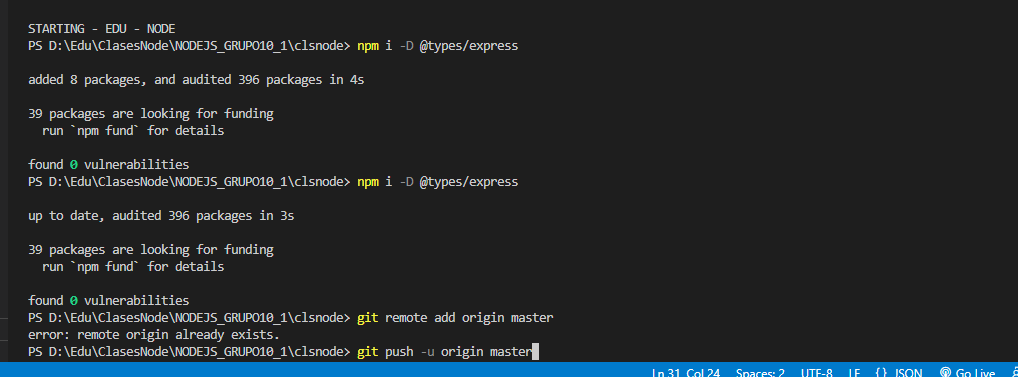 STARTING - EDU - NODE
PS D:\Edu\ClasesNode\NODEJS_GRUPO10_1\clsnode> npm i -D @types/express
added 8 packages, and audited 396 packages in 4s
39 packages are looking for funding
  run `npm fund` for details
found 0 vulnerabilities
PS D:\Edu\ClasesNode\NODEJS_GRUPO10_1\clsnode> npm i -D @types/express
up to date, audited 396 packages in 3s
39 packages are looking for funding
  run `npm fund` for details
found 0 vulnerabilities
PS D:\Edu\ClasesNode\NODEJS_GRUPO10_1\clsnode> git remote add origin master
error: remote origin already exists.
PS D:\Edu\ClasesNode\NODEJS_GRUPO10_1\clsnode> git push -u origin master
Ln 31, Col 24 Spaces: 2 UTF-8 LF {} JSON Go Live